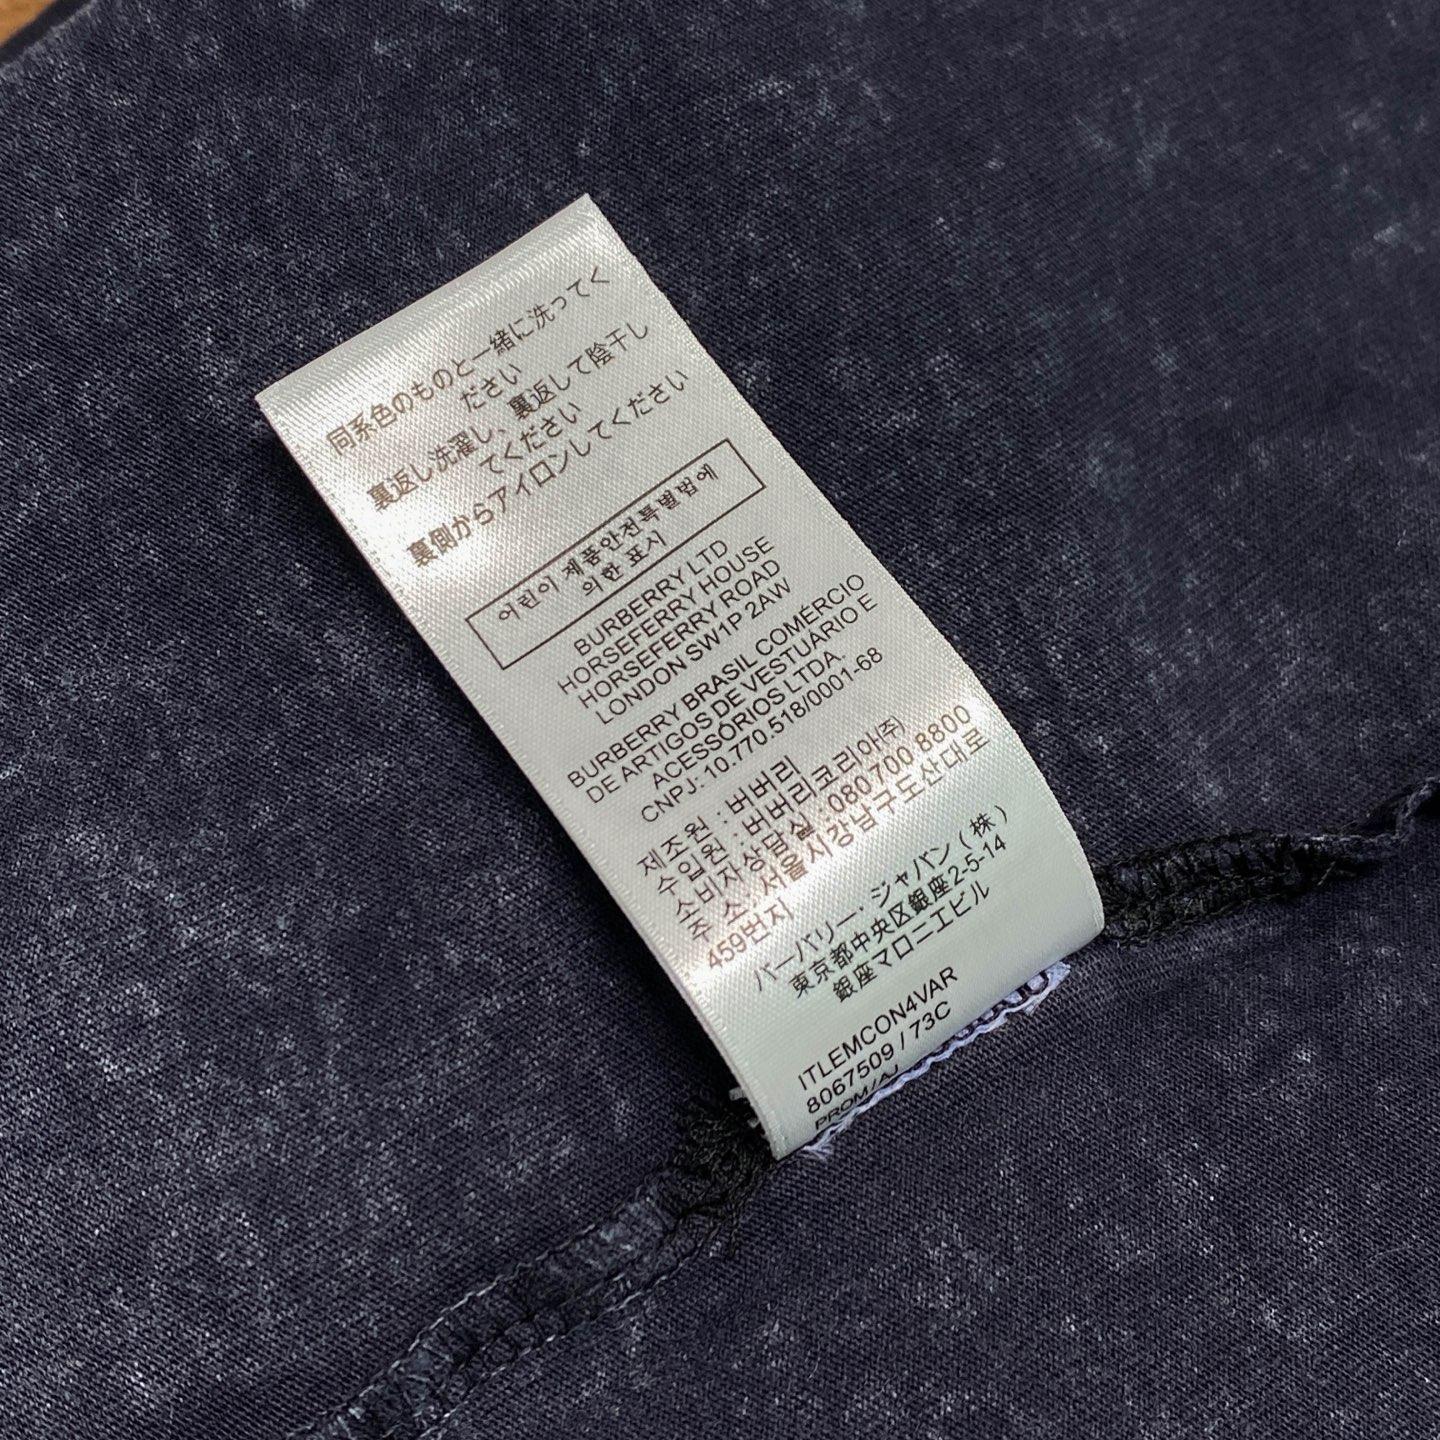 同系色のものと一緒に洗ってく
ださい
裏返し洗濯し、裏返して陰干し
てください
裏側からアイロンしてください
어린이 제품안전특별법에
의한 표시
BURBERRY LTD
HORSEFERRY HOUSE
HORSEFERRY ROAD
LONDON SW1P 2AW
BURBERRY BRASIL COMÉRCIO
DE ARTIGOS DE VESTUÁRIO E
ACESSÓRIOS LTDA.
CNPJ: 10.770.518/0001-68
제조원 : 버버리
수입원 : 버버리코리아(주)
소비자상담실 : 080 700 8800
주 소 : 서울시강남구도산대로
459번지
バーバリー・ジャパン(株)
東京都中央区銀座2-5-14
銀座マロニエビル
ITLEMCON4VAR
8067509 / 73C
PROM/AJ